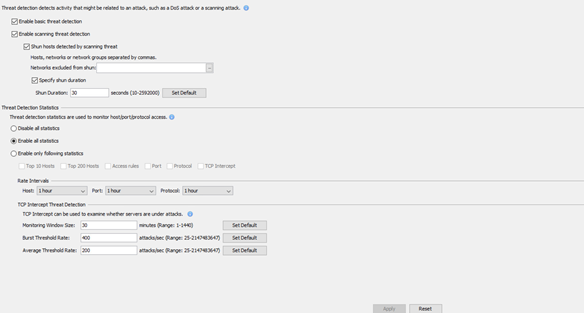 Threat detection detects activity that might be related to an attack, such as a DoS attack or a scanning attack.
Enable basic threat detection
Enable scanning threat detection
Shun hosts detected by scanning threat
Hosts, networks or network groups separated by commas.
Networks excluded from shun:
Specify shun duration
Shun Duration: 30 seconds (10-2592000) Set Default
Threat Detection Statistics
Threat detection statistics are used to monitor host/port/protocol access.
Disable all statistics
Enable all statistics
Enable only following statistics
Top 10 Hosts Top 200 Hosts Access rules Port Protocol TCP Intercept
Rate Intervals
Host: 1 hour Port: 1 hour Protocol: 1 hour
TCP Intercept Threat Detection
TCP Intercept can be used to examine whether servers are under attacks.
Monitoring Window Size: 30 minutes (Range: 1-1440) Set Default
Burst Threshold Rate: 400 attacks/sec (Range: 25-2147483647) Set Default
Average Threshold Rate: 200 attacks/sec (Range: 25-2147483647) Set Default
Apply Reset